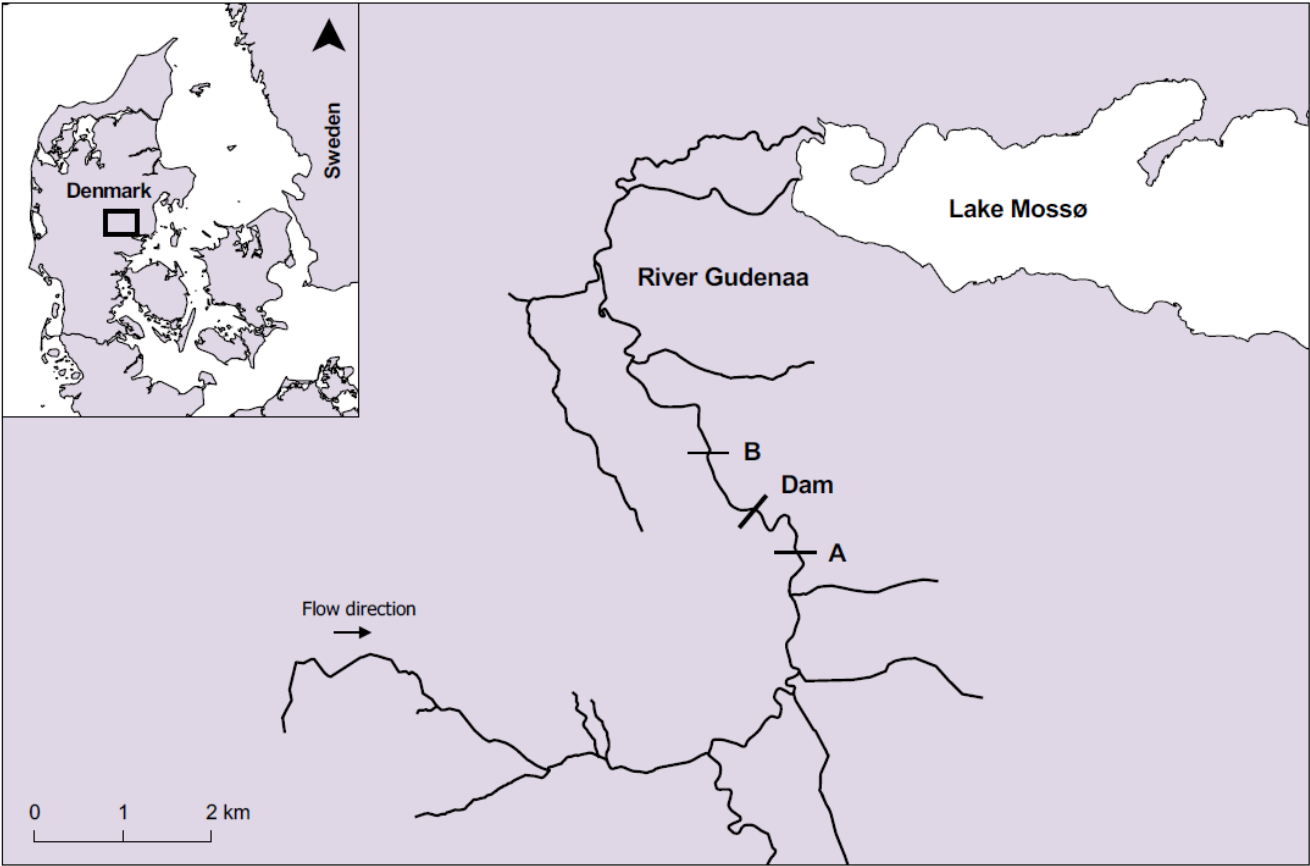 Sweden
Denmark
Lake Mossø
River Gudenaa
B
Dam
A
Flow direction
0 1 2 km